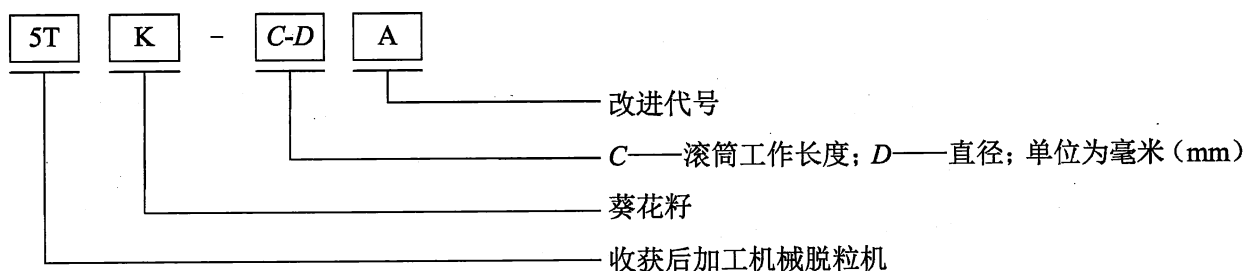 5T K - C-D A
改进代号
C——滚筒工作长度；D——直径；单位为毫米（mm）
葵花籽
收获后加工机械脱粒机